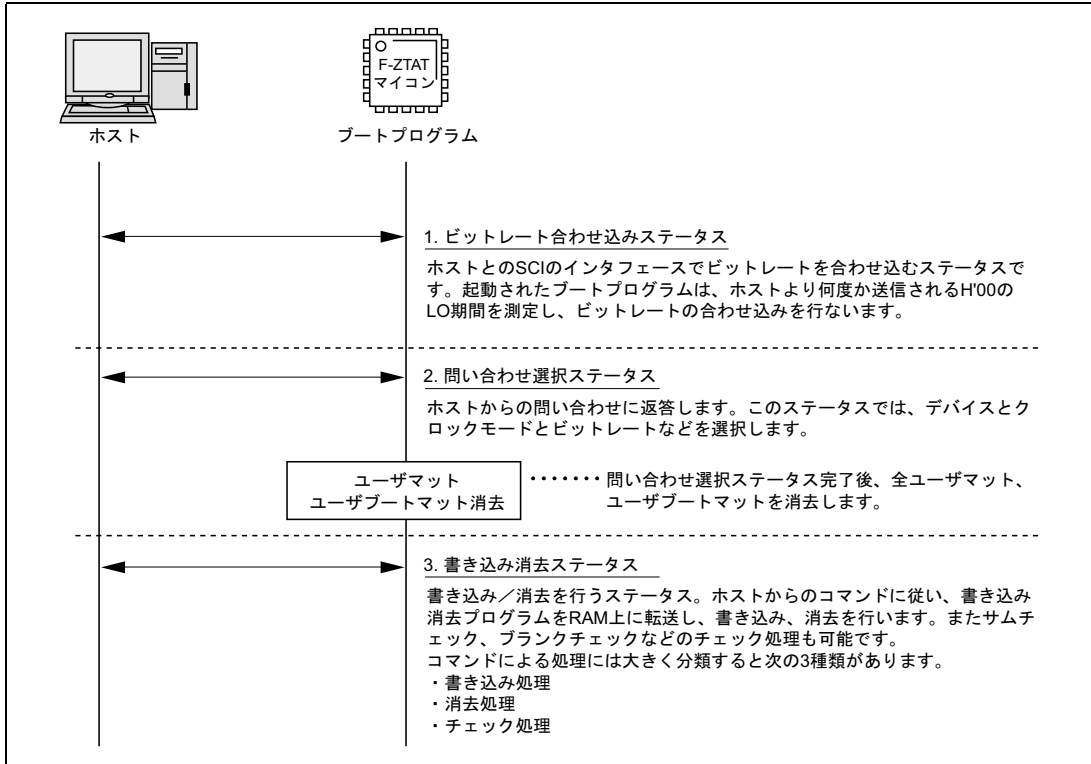 F-ZTAT
マイコン
ホスト
ブートプログラム
1. ビットレート合わせ込みステータス
ホストとのSCIのインタフェースでビットレートを合わせ込むステータスで
す。起動されたブートプログラムは、ホストより何度か送信されるH'00の
LO期間を測定し、ビットレートの合わせ込みを行ないます。
2. 問い合わせ選択ステータス
ホストからの問い合わせに返答します。このステータスでは、デバイスとク
ロックモードとビットレートなどを選択します。
ユーザマット
ユーザブートマット消去
・・・・・・・問い合わせ選択ステータス完了後、全ユーザマット、
ユーザブートマットを消去します。
3. 書き込み消去ステータス
書き込み／消去を行うステータス。ホストからのコマンドに従い、書き込み
消去プログラムをRAM上に転送し、書き込み、消去を行います。またサムチ
ェック、ブランクチェックなどのチェック処理も可能です。
コマンドによる処理には大きく分類すると次の3種類があります。
・書き込み処理
・消去処理
・チェック処理